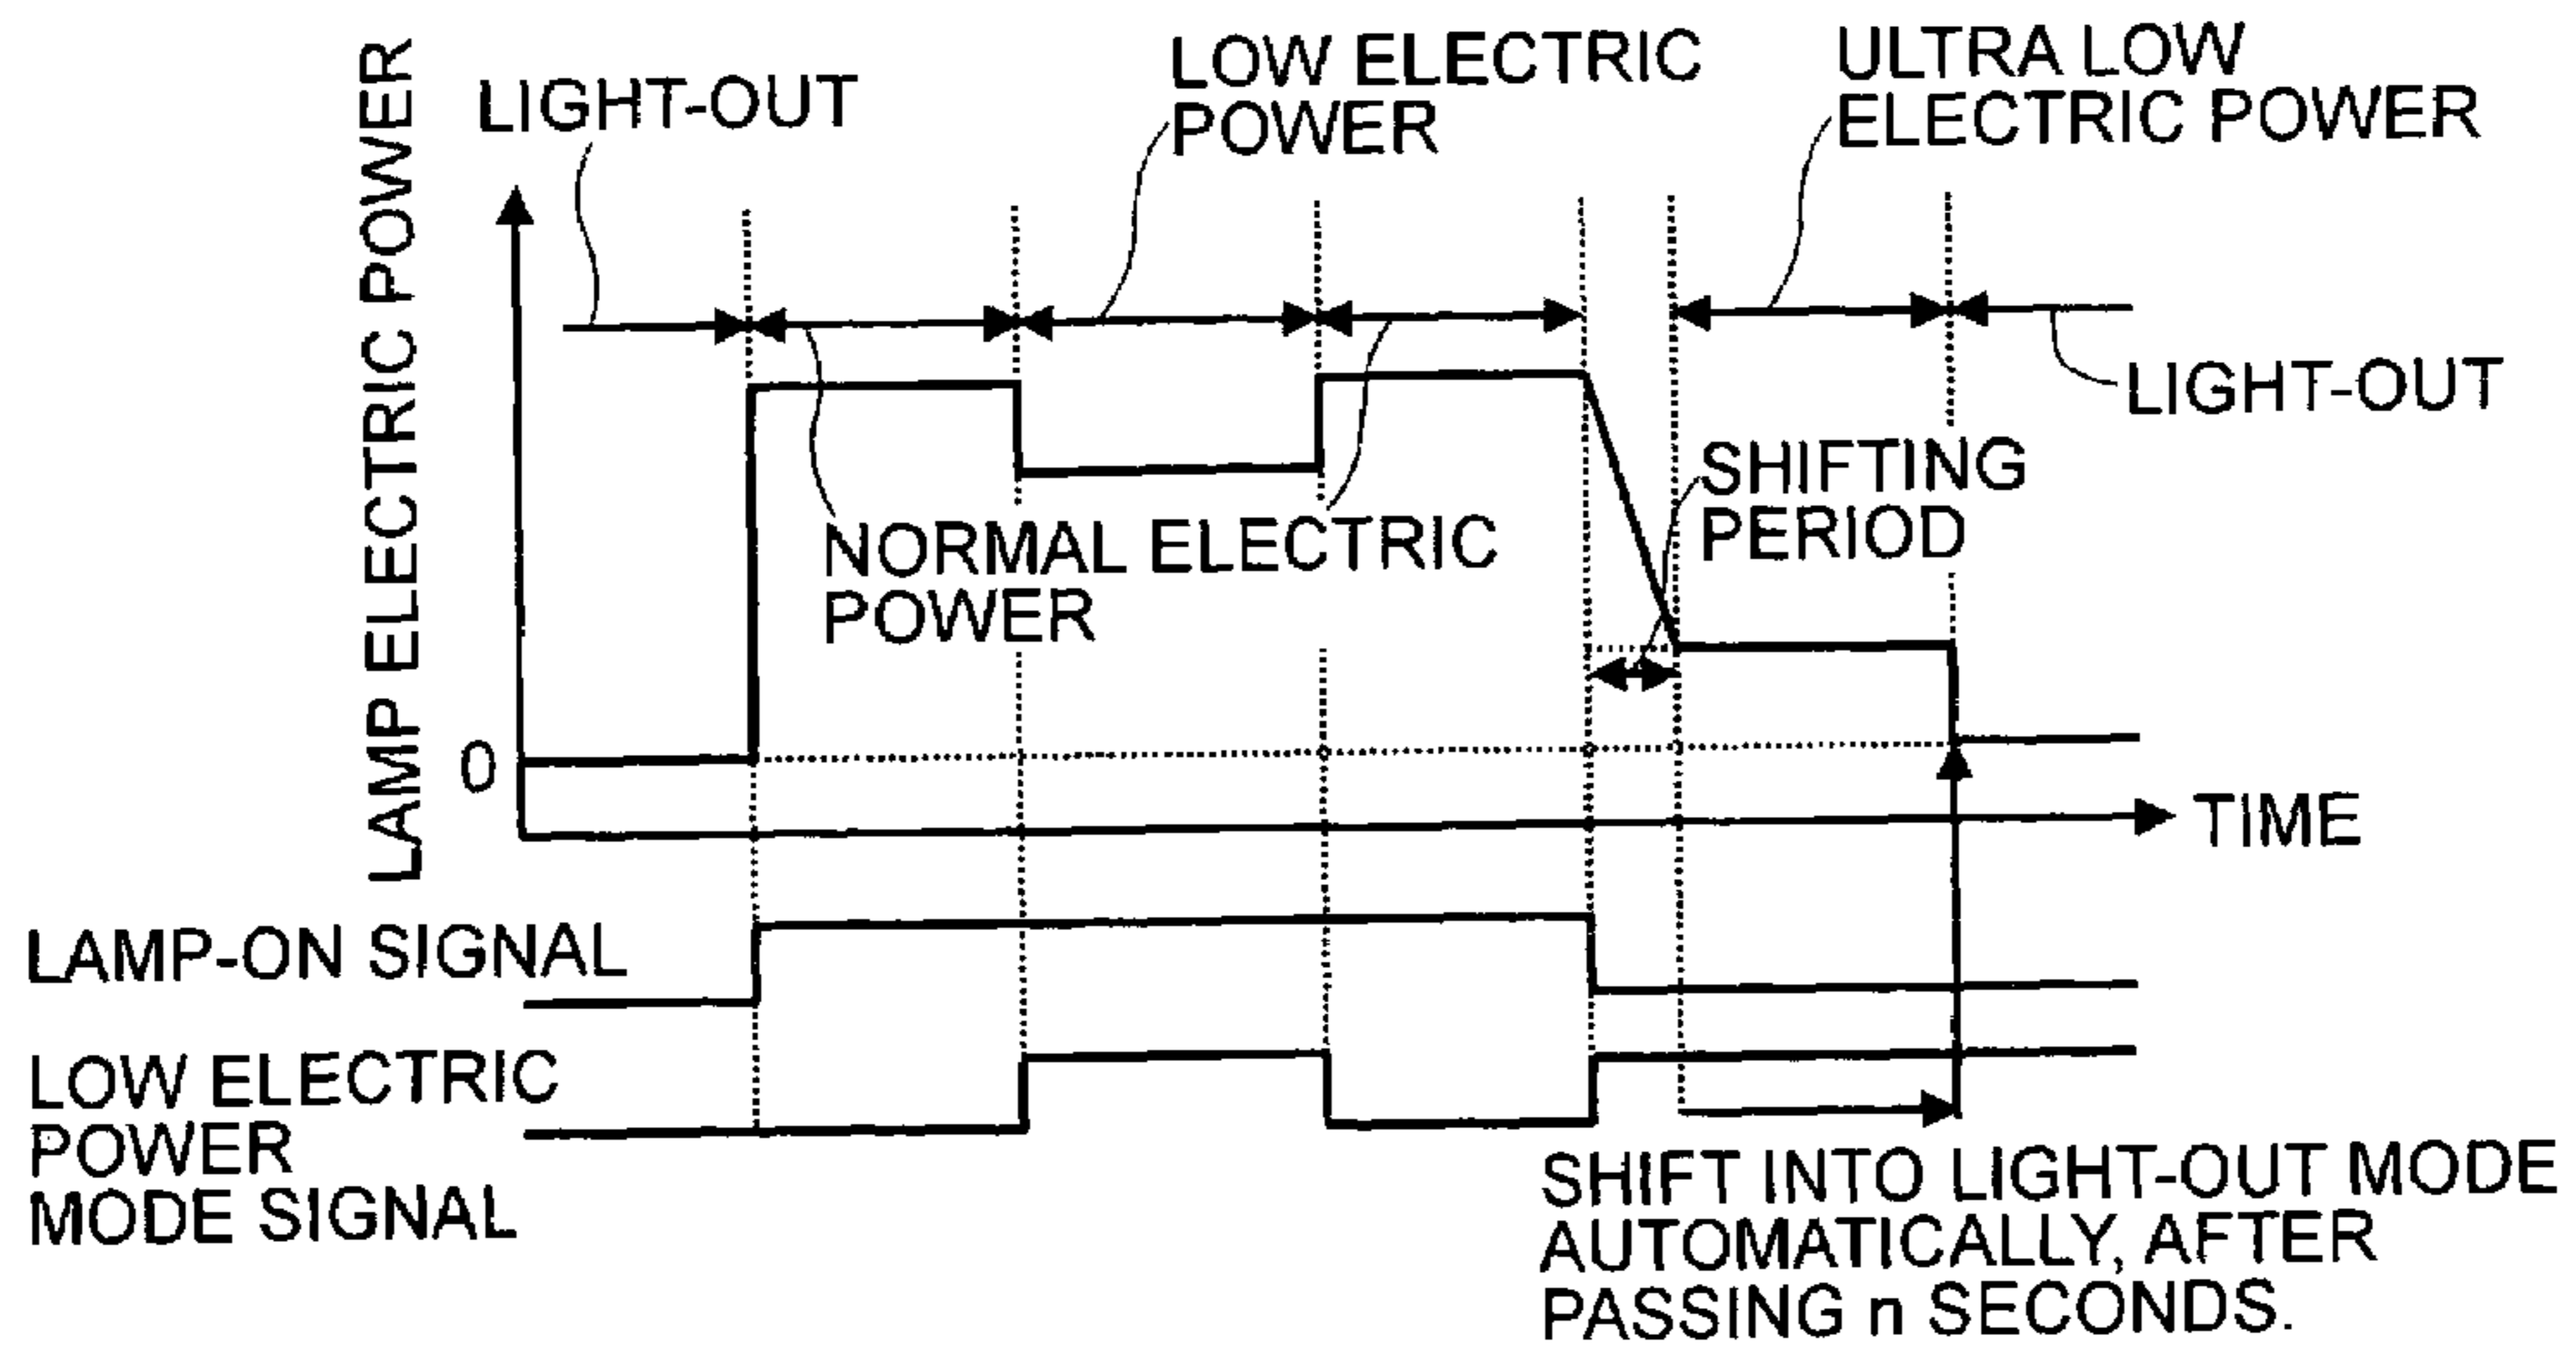 LAMP ELECTRIC POWER
LIGHT-OUT
LOW ELECTRIC
POWER
ULTRA LOW
ELECTRIC POWER
LIGHT-OUT
SHIFTING
PERIOD
NORMAL ELECTRIC
POWER
0
TIME
LAMP-ON SIGNAL
LOW ELECTRIC
POWER
MODE SIGNAL
SHIFT INTO LIGHT-OUT MODE
AUTOMATICALLY, AFTER
PASSING n SECONDS.